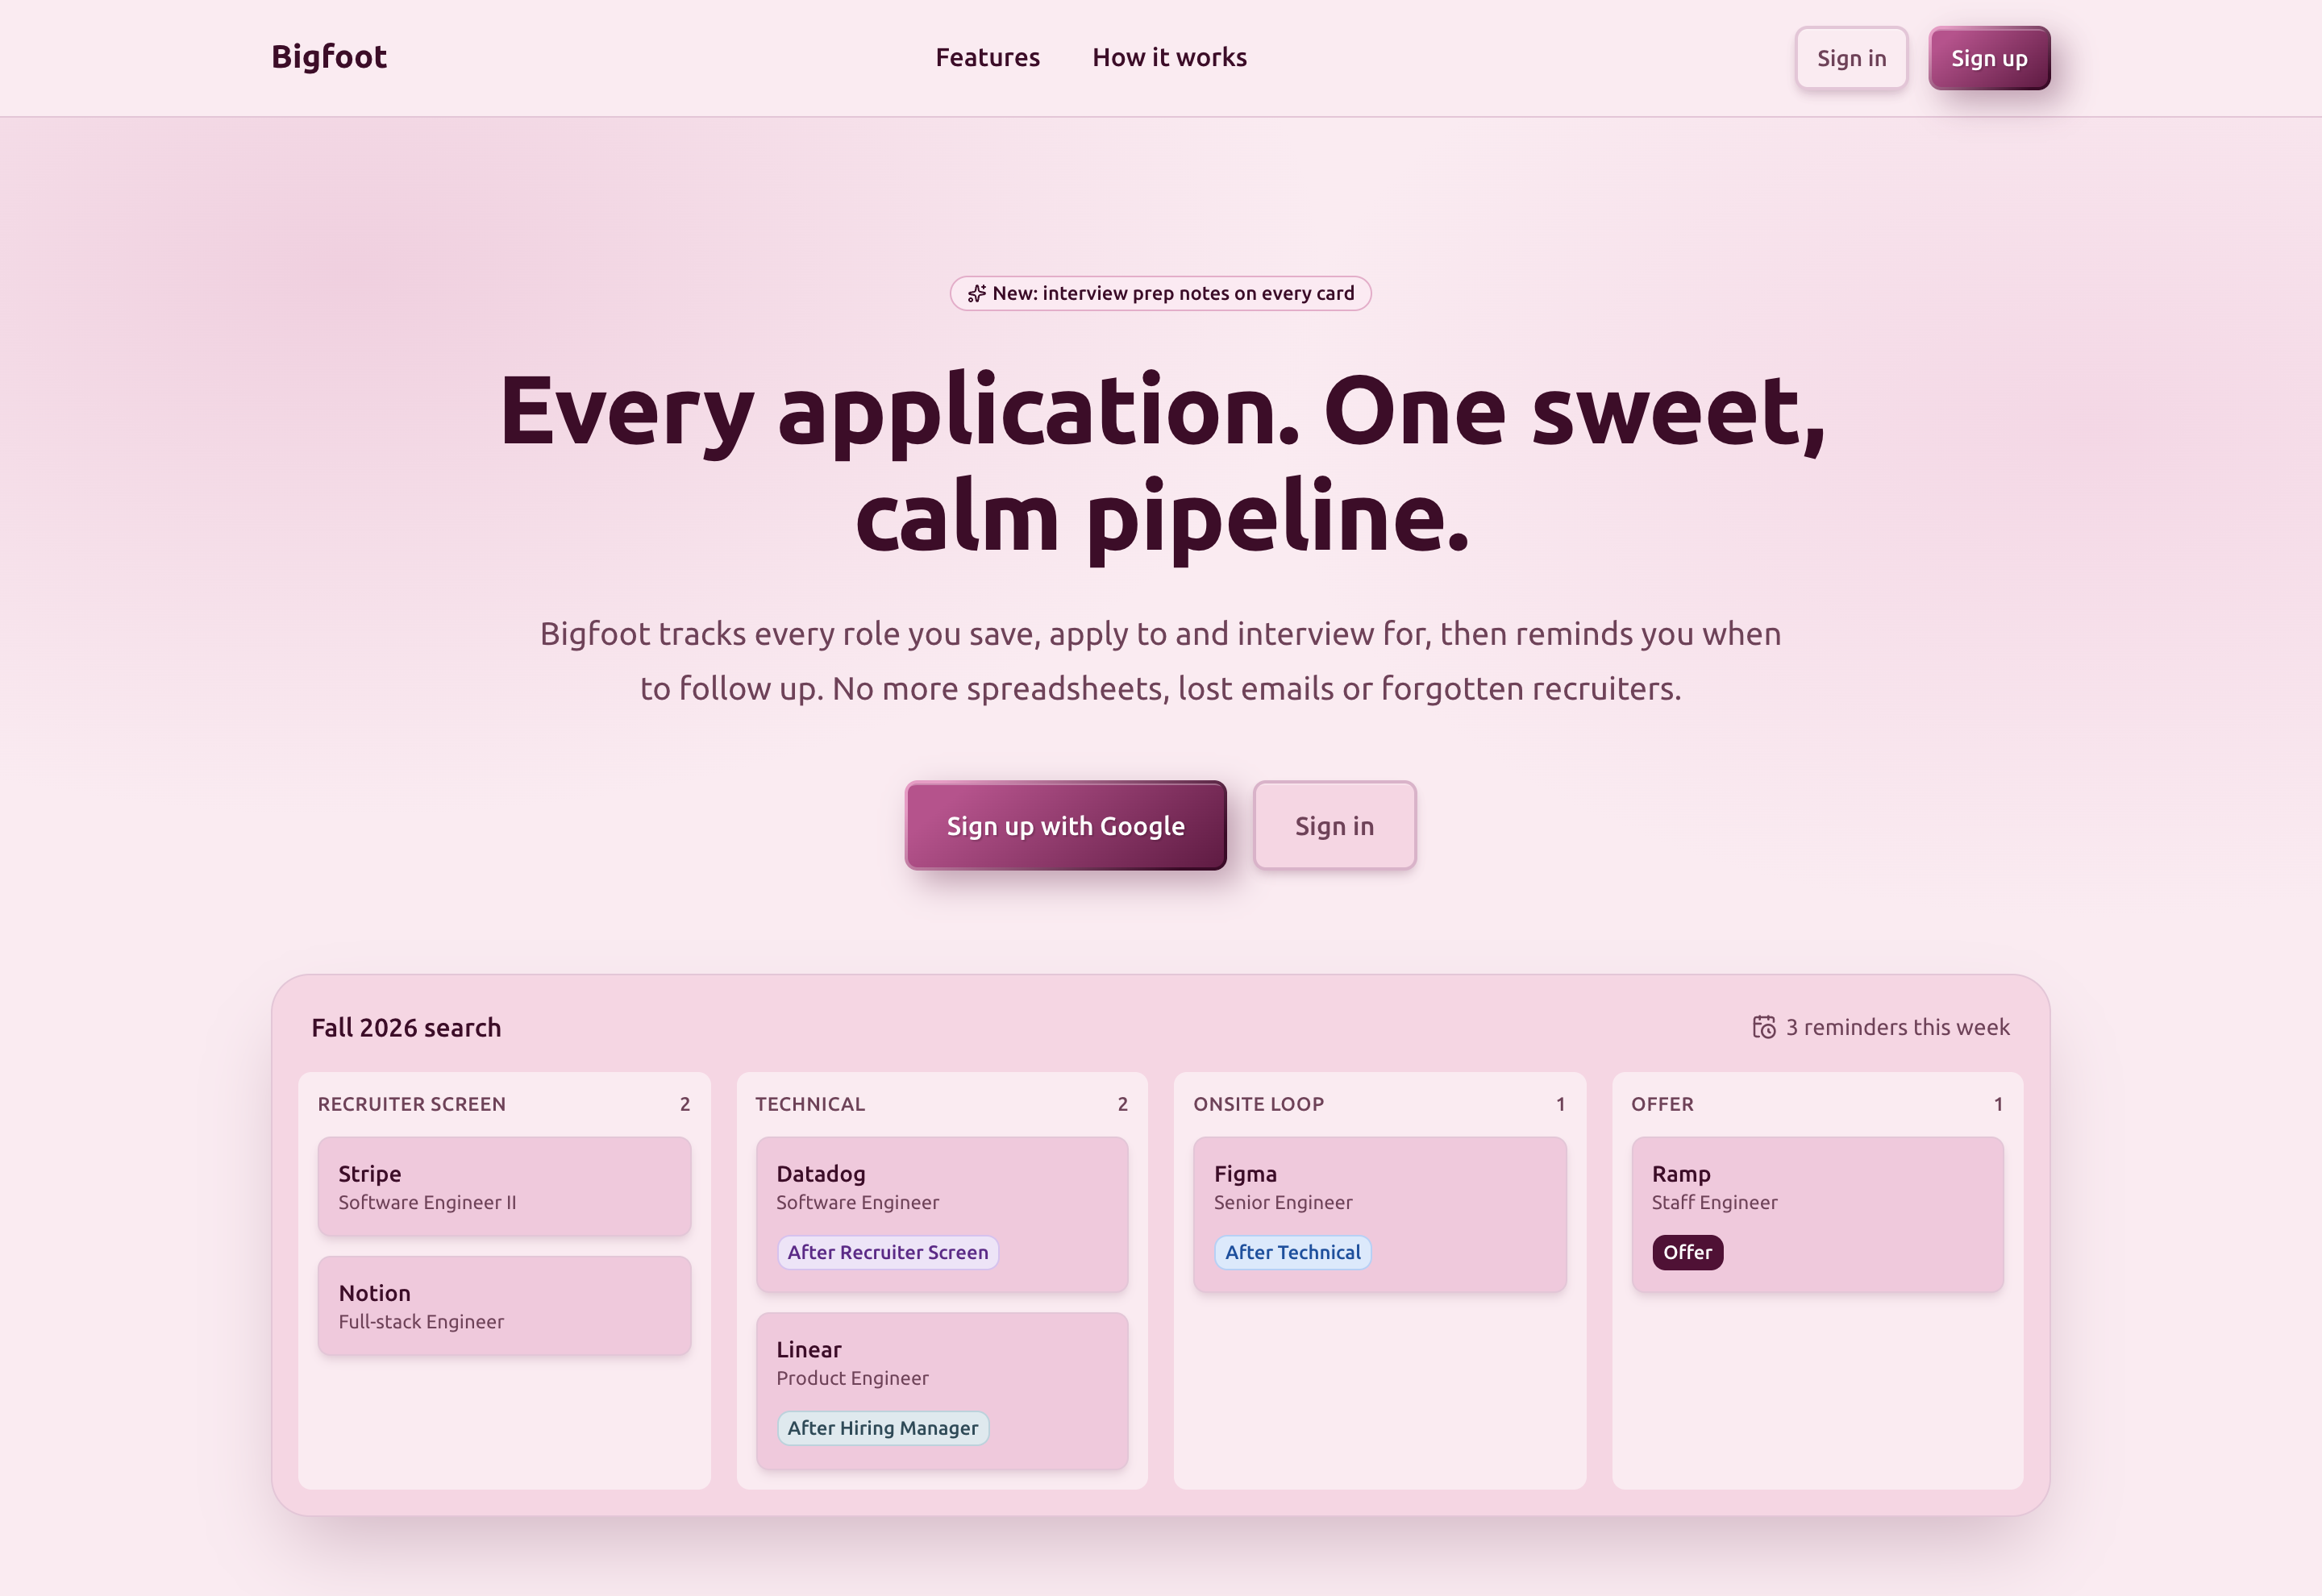 Bigfoot
Features
How it works
Sign in
Sign up
New: interview prep notes on every card
Every application. One sweet,
calm pipeline.
Bigfoot tracks every role you save, apply to and interview for, then reminds you when
to follow up. No more spreadsheets, lost emails or forgotten recruiters.
Sign up with Google
Sign in
Fall 2026 search
3 reminders this week
RECRUITER SCREEN 2
Stripe
Software Engineer II
Notion
Full-stack Engineer
TECHNICAL 2
Datadog
Software Engineer
After Recruiter Screen
Linear
Product Engineer
After Hiring Manager
ONSITE LOOP 1
Figma
Senior Engineer
After Technical
OFFER 1
Ramp
Staff Engineer
Offer